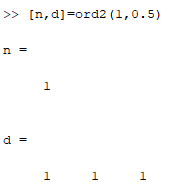 >> [n,d]=ord2(1,0.5)
n =
1
d =
1 1 1